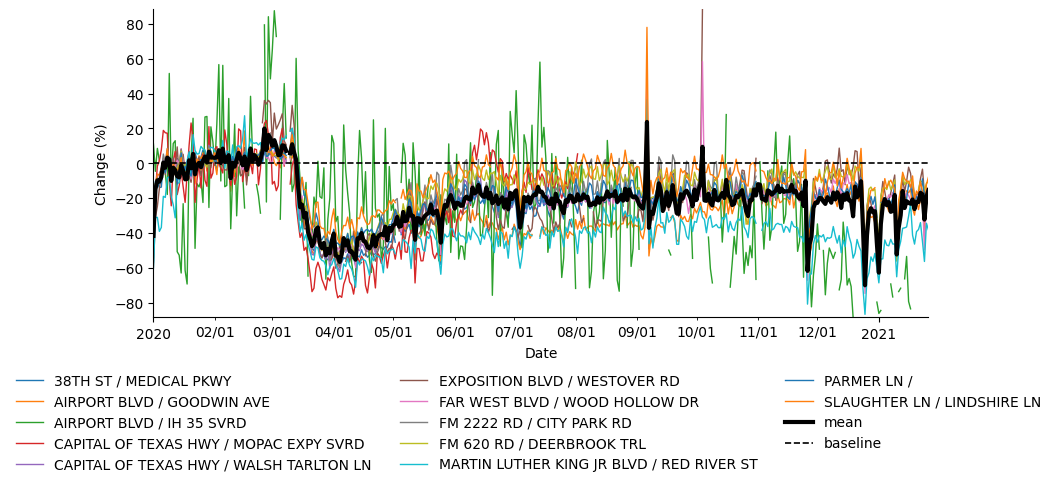 80
60
40
20
0
−20
−40
−60
−80
Change (%)
2020
02/01
03/01
04/01
05/01
06/01
07/01
08/01
09/01
10/01
11/01
12/01
2021
Date
38TH ST / MEDICAL PKWY
AIRPORT BLVD / GOODWIN AVE
AIRPORT BLVD / IH 35 SVRD
CAPITAL OF TEXAS HWY / MOPAC EXPY SVRD
CAPITAL OF TEXAS HWY / WALSH TARLTON LN
EXPOSITION BLVD / WESTOVER RD
FAR WEST BLVD / WOOD HOLLOW DR
FM 2222 RD / CITY PARK RD
FM 620 RD / DEERBROOK TRL
MARTIN LUTHER KING JR BLVD / RED RIVER ST
PARMER LN /
SLAUGHTER LN / LINDSHIRE LN
mean
baseline